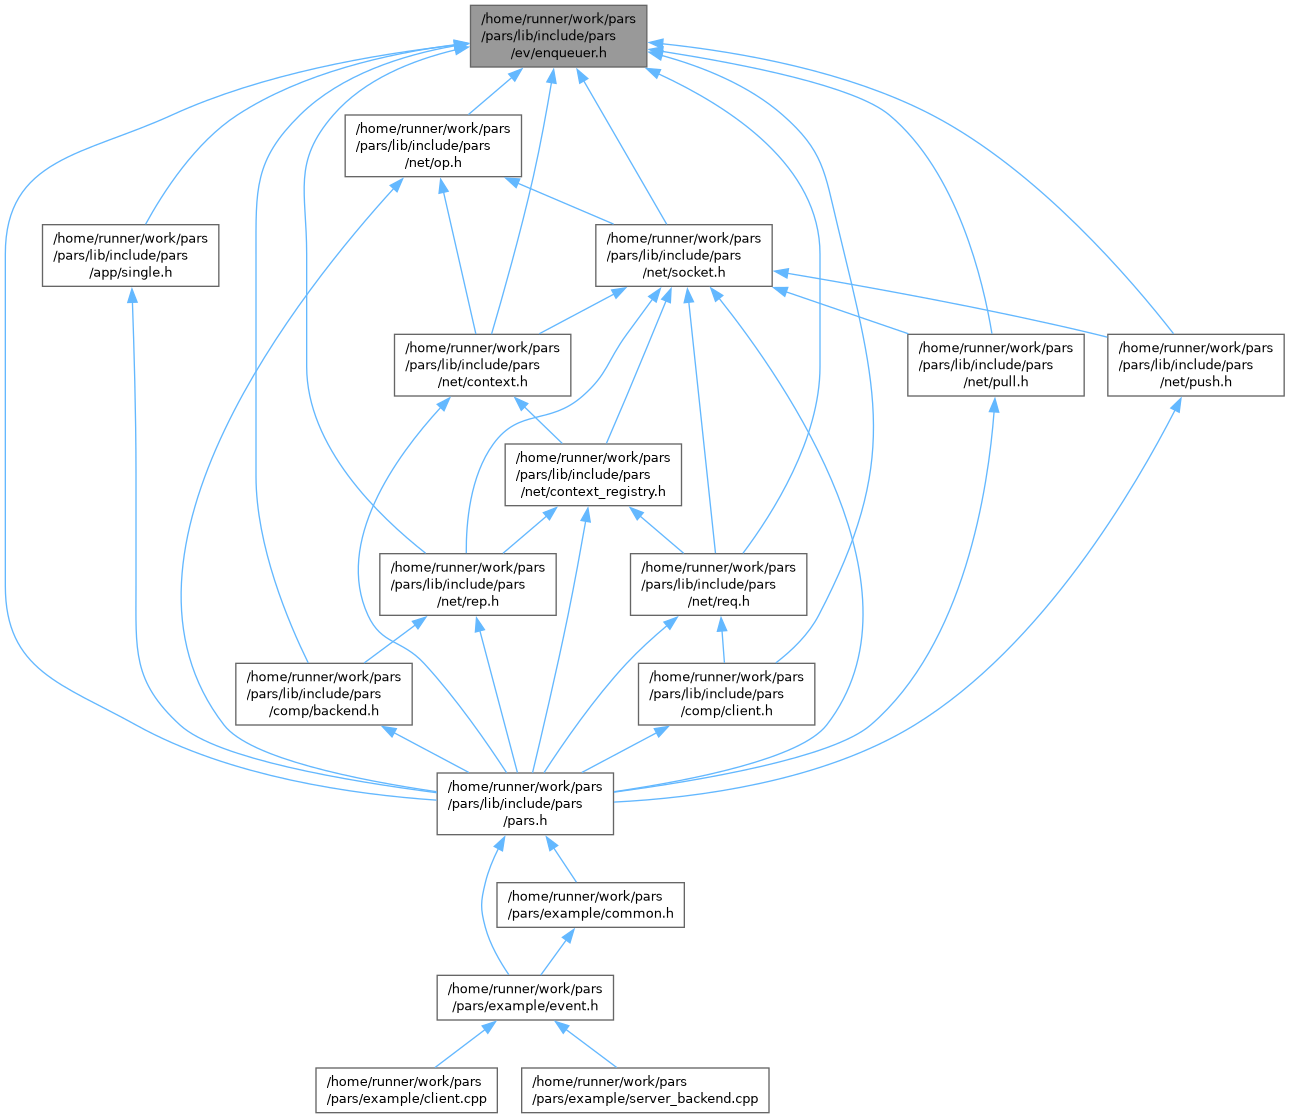 /home/runner/work/pars
/pars/lib/include/pars
/ev/enqueuer.h
/home/runner/work/pars
/pars/lib/include/pars
/net/op.h
/home/runner/work/pars
/pars/lib/include/pars
/app/single.h
/home/runner/work/pars
/pars/lib/include/pars
/net/socket.h
/home/runner/work/pars
/pars/lib/include/pars
/net/context.h
/home/runner/work/pars
/pars/lib/include/pars
/net/pull.h
/home/runner/work/pars
/pars/lib/include/pars
/net/push.h
/home/runner/work/pars
/pars/lib/include/pars
/net/context_registry.h
/home/runner/work/pars
/pars/lib/include/pars
/net/rep.h
/home/runner/work/pars
/pars/lib/include/pars
/net/req.h
/home/runner/work/pars
/pars/lib/include/pars
/comp/backend.h
/home/runner/work/pars
/pars/lib/include/pars
/comp/client.h
/home/runner/work/pars
/pars/lib/include/pars
/pars.h
/home/runner/work/pars
/pars/example/common.h
/home/runner/work/pars
/pars/example/event.h
/home/runner/work/pars
/pars/example/client.cpp
/home/runner/work/pars
/pars/example/server_backend.cpp